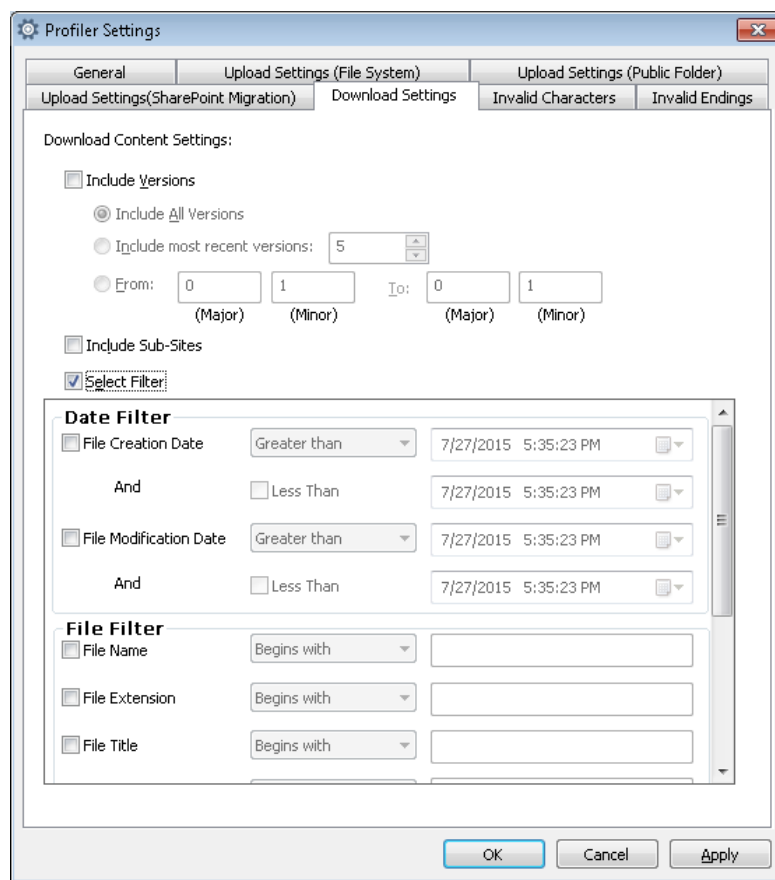 Profiler Settings
General Upload Settings (File System) Upload Settings (Public Folder)
Upload Settings(SharePoint Migration) Download Settings Invalid Characters Invalid Endings
Download Content Settings:
Include Versions
Include All Versions
Include most recent versions: 5
From: 0 1 To: 0 1
(Major) (Minor) (Major) (Minor)
Include Sub-Sites
Select Filter
Date Filter
File Creation Date Greater than 7/27/2015 5:35:23 PM
And Less Than 7/27/2015 5:35:23 PM
File Modification Date Greater than 7/27/2015 5:35:23 PM
And Less Than 7/27/2015 5:35:23 PM
File Filter
File Name Begins with
File Extension Begins with
File Title Begins with
OK Cancel Apply